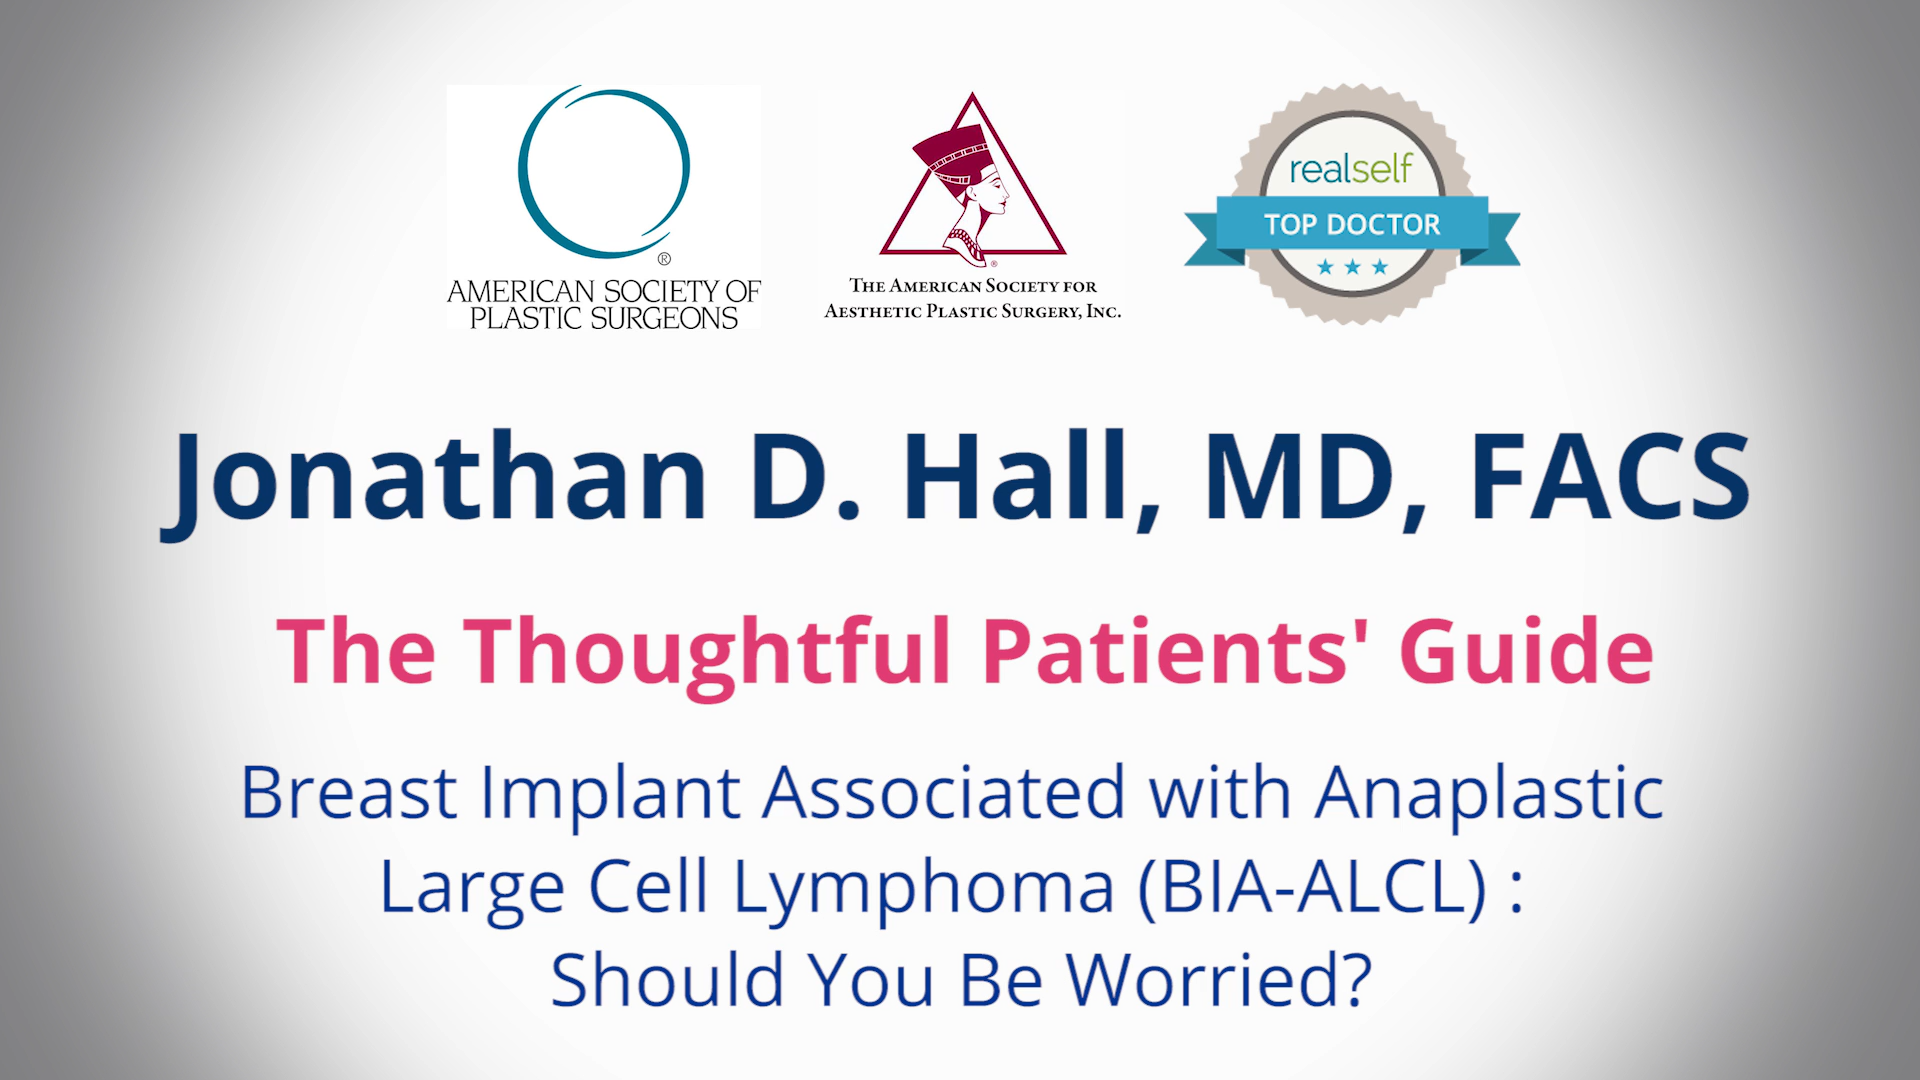 AMERICAN SOCIETY OF
PLASTIC SURGEONS
®
THE AMERICAN SOCIETY FOR
AESTHETIC PLASTIC SURGERY, INC.
®
realself
TOP DOCTOR
Jonathan D. Hall, MD, FACS
The Thoughtful Patients' Guide
Breast Implant Associated with Anaplastic
Large Cell Lymphoma (BIA-ALCL) :
Should You Be Worried?